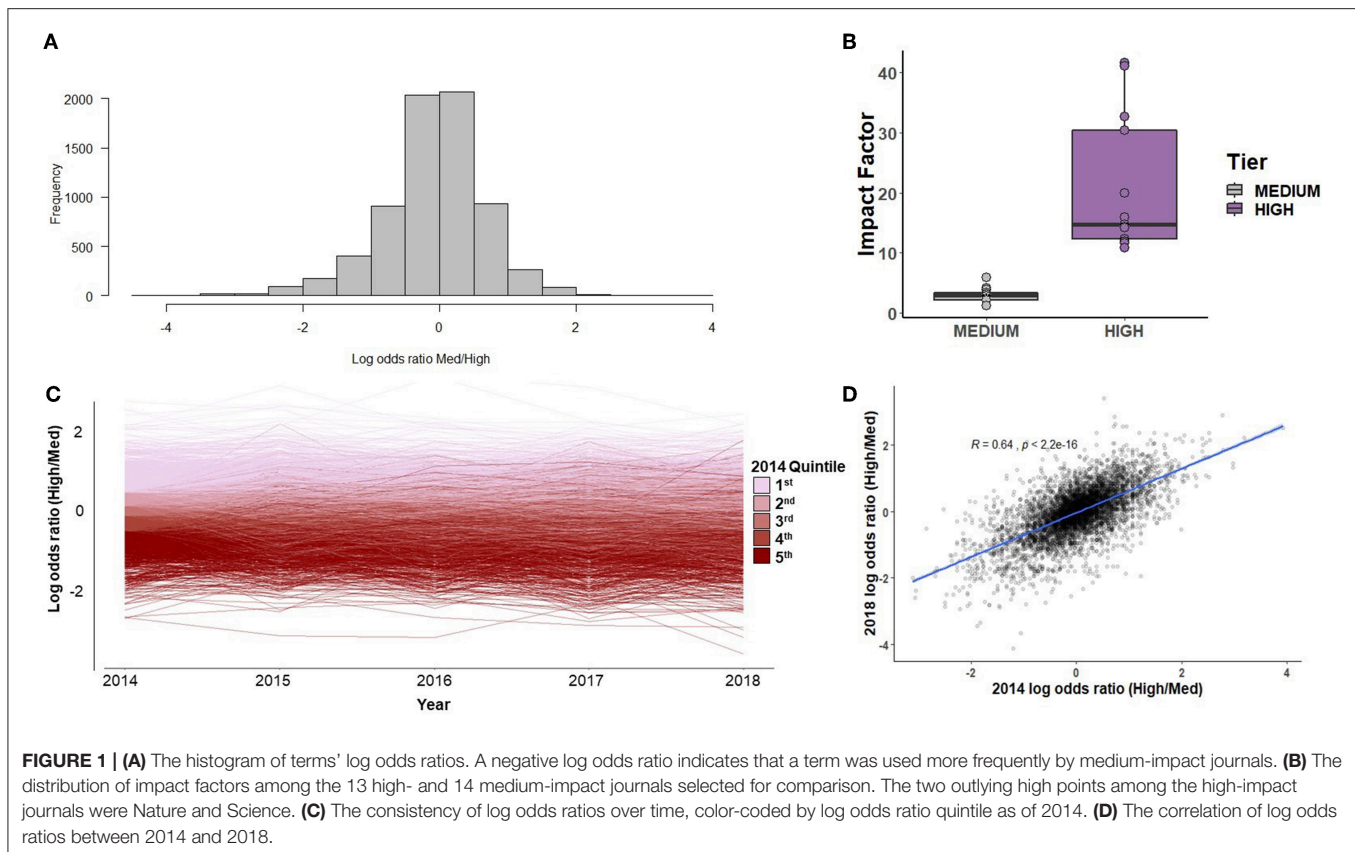 A
2000
1500
1000
500
0
Frequency
-4 -2 0 2 4
Log odds ratio Med/High
B
40
30
20
10
0
Impact Factor
MEDIUM HIGH
Tier
MEDIUM
HIGH
C
2
0
-2
Log odds ratio (High/Med)
2014 2015 2016 2017 2018
Year
2014 Quintile
1st
2nd
3rd
4th
5th
D
R = 0.64 , p < 2.2e-16
2
0
-2
-4
2018 log odds ratio (High/Med)
-2 0 2 4
2014 log odds ratio (High/Med)
FIGURE 1 | (A) The histogram of terms' log odds ratios. A negative log odds ratio indicates that a term was used more frequently by medium-impact journals. (B) The
distribution of impact factors among the 13 high- and 14 medium-impact journals selected for comparison. The two outlying high points among the high-impact
journals were Nature and Science. (C) The consistency of log odds ratios over time, color-coded by log odds ratio quintile as of 2014. (D) The correlation of log odds
ratios between 2014 and 2018.